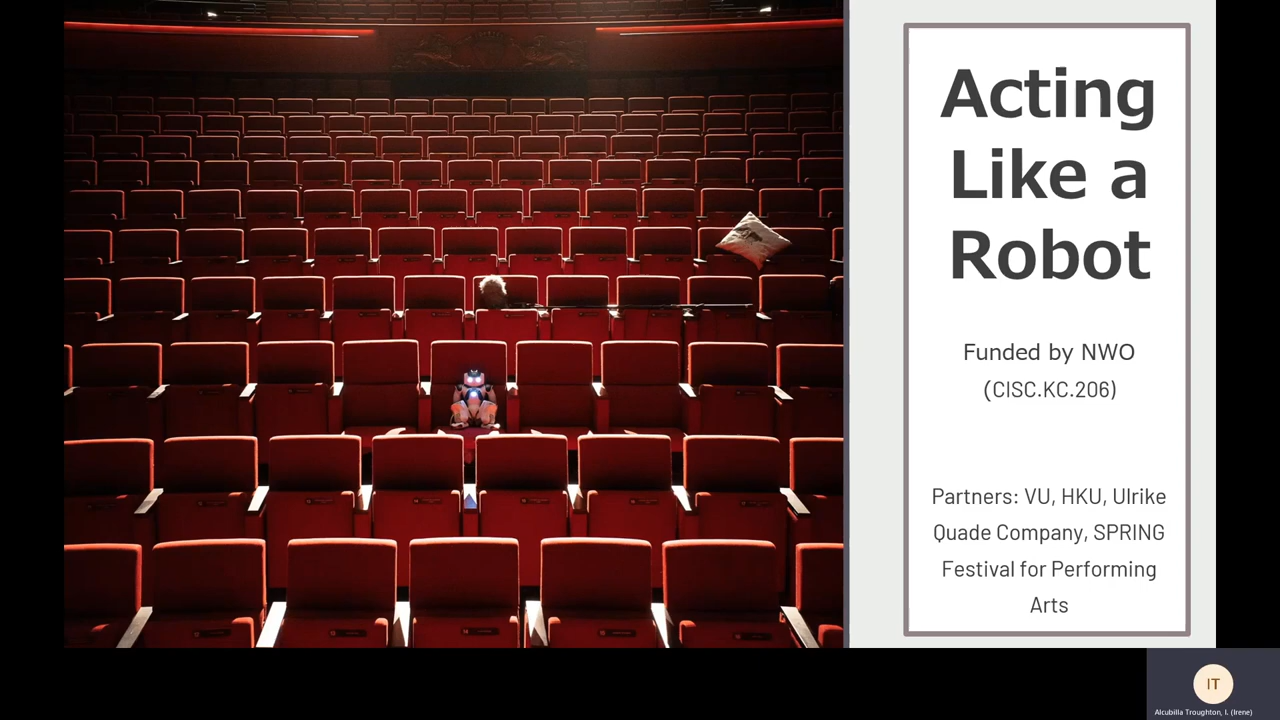 Acting
Like a
Robot
Funded by NWO
(CISC.KC.206)
Partners: VU, HKU, Ulrike
Quade Company, SPRING
Festival for Performing
Arts
IT
Alcubilla Troughton, I. (Irene)